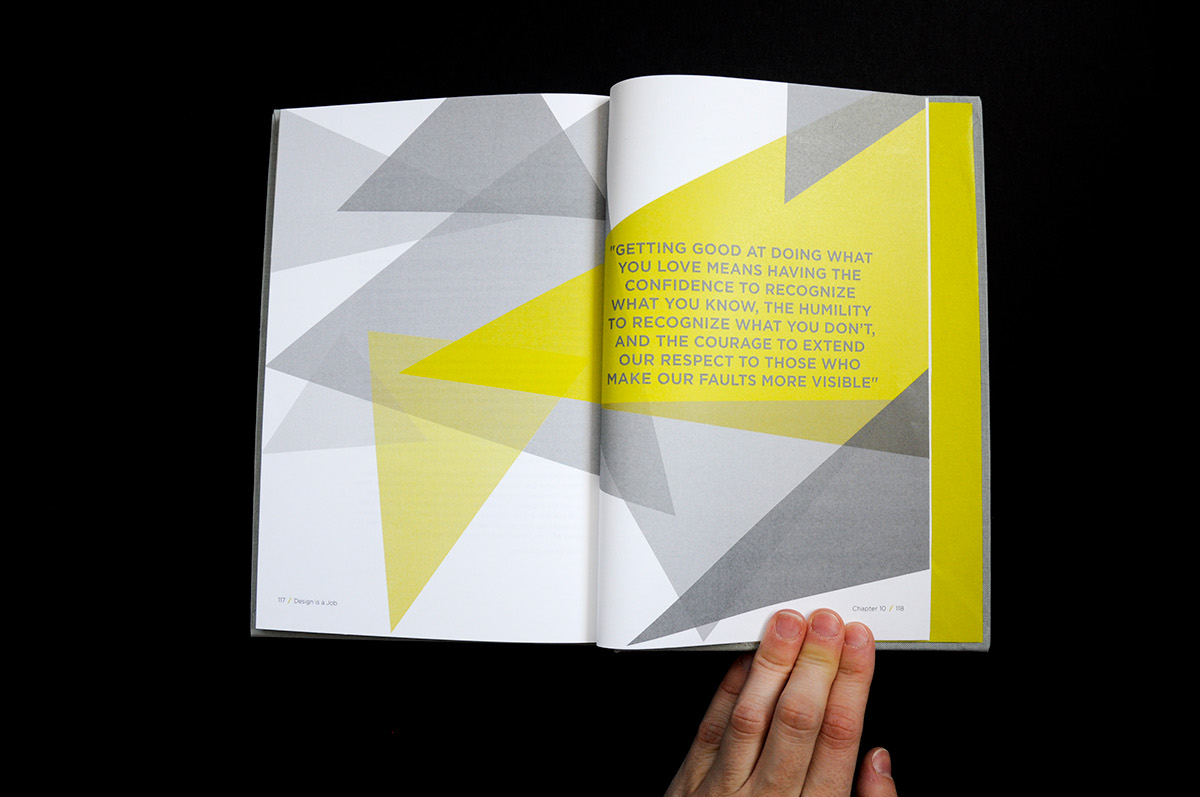 "GETTING GOOD AT DOING WHAT
YOU LOVE MEANS HAVING THE
CONFIDENCE TO RECOGNIZE
WHAT YOU KNOW, THE HUMILITY
TO RECOGNIZE WHAT YOU DON'T,
AND THE COURAGE TO EXTEND
OUR RESPECT TO THOSE WHO
MAKE OUR FAULTS MORE VISIBLE"
117 / Design is a Job
Chapter 10 / 118